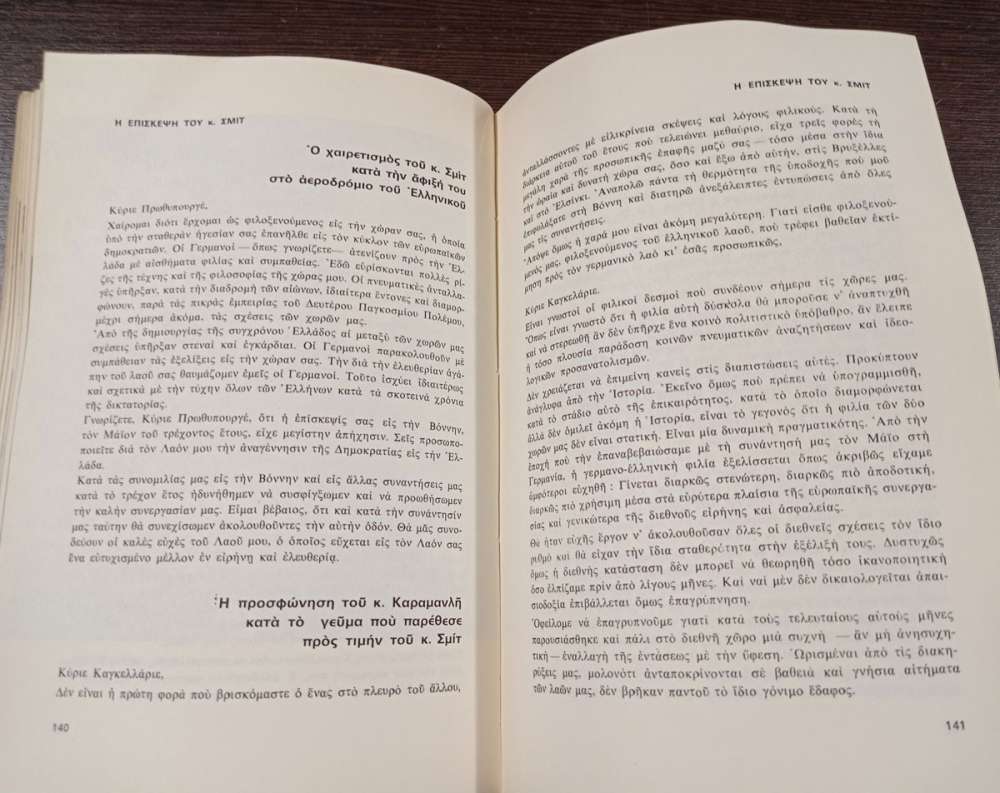 Η ΕΠΙΣΚΕΨΗ ΤΟΥ κ. ΣΜΙΤ
Ὁ χαιρετισμὸς τοῦ κ. Σμὶτ
κατὰ τὴν ἄφιξή του
στὸ ἀεροδρόμιο τοῦ Ἑλληνικοῦ
Κύριε Πρωθυπουργέ,
Χαίρομαι διότι ἔρχομαι ὡς φιλοξενούμενος εἰς τὴν χώραν σας, ἡ ὁποία
ὑπὸ τὴν σταθερὰν ἡγεσίαν σας ἐπανῆλθε εἰς τὸν κύκλον τῶν εὐρωπαϊκῶν
δημοκρατιῶν. Οἱ Γερμανοὶ — ὅπως γνωρίζετε— ἀτενίζουν πρὸς τὴν Ἑλ-
λάδα μὲ αἰσθήματα φιλίας καὶ συμπαθείας. Ἐδῶ εὑρίσκονται πολλὲς ρί-
ζες τῆς τέχνης καὶ τῆς φιλοσοφίας τῆς χώρας μου. Οἱ πνευματικὲς ἀνταλλα-
γὲς ὑπῆρξαν, κατὰ τὴν διαδρομὴ τῶν αἰώνων, ἰδιαίτερα ἔντονες καὶ διαμορ-
φώνουν, παρὰ τὰς πικρὰς ἐμπειρίας τοῦ Δευτέρου Παγκοσμίου Πολέμου,
μέχρι σήμερα ἀκόμα, τὰς σχέσεις τῶν χωρῶν μας.
Ἀπὸ τῆς δημιουργίας τῆς συγχρόνου Ἑλλάδος αἱ μεταξὺ τῶν χωρῶν μας
σχέσεις ὑπῆρξαν στεναὶ καὶ ἐγκάρδιαι. Οἱ Γερμανοὶ παρακολουθοῦν μὲ
συμπάθειαν τὰς ἐξελίξεις εἰς τὴν χώραν σας. Τὴν διὰ τὴν ἐλευθερίαν ἀγά-
πην τοῦ λαοῦ σας θαυμάζομεν ἐμεῖς οἱ Γερμανοί. Τοῦτο ἰσχύει ἰδιαιτέρως
καὶ σχετικὰ μὲ τὴν τύχην ὅλων τῶν Ἑλλήνων κατὰ τὰ σκοτεινὰ χρόνια
τῆς δικτατορίας.
Γνωρίζετε, Κύριε Πρωθυπουργέ, ὅτι ἡ ἐπίσκεψίς σας εἰς τὴν Βόννην,
τὸν Μάϊον τοῦ τρέχοντος ἔτους, εἶχε μεγίστην ἀπήχησιν. Σεῖς προσωπο-
ποιεῖτε διὰ τὸν Λαόν μου τὴν ἀναγέννησιν τῆς Δημοκρατίας εἰς τὴν Ἑλ-
λάδα.
Κατὰ τὰς συνομιλίας μας εἰς τὴν Βόννην καὶ εἰς ἄλλας συναντήσεις μας
κατὰ τὸ τρέχον ἔτος ἠδυνήθημεν νὰ συσφίγξωμεν καὶ νὰ προωθήσωμεν
τὴν καλὴν συνεργασίαν μας. Εἶμαι βέβαιος, ὅτι καὶ κατὰ τὴν συνάντησίν
μας ταύτην θὰ συνεχίσωμεν ἀκολουθοῦντες τὴν αὐτὴν ὁδόν. Θὰ μᾶς συνο-
δεύσουν οἱ καλὲς εὐχὲς τοῦ Λαοῦ μου, ὁ ὁποῖος εὔχεται εἰς τὸν Λαόν σας
ἕνα εὐτυχισμένο μέλλον ἐν εἰρήνῃ καὶ ἐλευθερίᾳ.
Ἡ προσφώνηση τοῦ κ. Καραμανλῆ
κατὰ τὸ γεῦμα ποὺ παρέθεσε
πρὸς τιμὴν τοῦ κ. Σμίτ
Κύριε Καγκελλάριε,
Δὲν εἶναι ἡ πρώτη φορὰ ποὺ βρισκόμαστε ὁ ἕνας στὸ πλευρὸ τοῦ ἄλλου,
140
Η ΕΠΙΣΚΕΨΗ ΤΟΥ κ. ΣΜΙΤ
ἀνταλλάσσοντες μὲ εἰλικρίνεια σκέψεις καὶ λόγους φιλικούς. Κατὰ τὴ
διάρκεια αὐτοῦ τοῦ ἔτους ποὺ τελειώνει μεθαύριο, εἶχα τρεῖς φορές τὴ
μεγάλη χαρὰ τῆς προσωπικῆς ἐπαφῆς μαζύ σας — τόσο μέσα στὴν ἴδια
τὴν ὡραία καὶ δυνατὴ χώρα σας, ὅσο καὶ ἔξω ἀπὸ αὐτήν, στὶς Βρυξέλλες
καὶ στὸ Ἑλσίνκι. Ἀναπολῶ πάντα τὴ θερμότητα τῆς ὑποδοχῆς ποὺ μοῦ
ἐπιφυλάξατε στὴ Βόννη καὶ διατηρῶ ἀνεξάλειπτες ἐντυπώσεις ἀπὸ ὅλες
μας τὶς συναντήσεις.
Ἀπόψε ὅμως ἡ χαρά μου εἶναι ἀκόμη μεγαλύτερη. Γιατὶ εἶσθε φιλοξενού-
μενός μας, φιλοξενούμενος τοῦ ἑλληνικοῦ λαοῦ, ποὺ τρέφει βαθεῖαν ἐκτί-
μηση πρὸς τὸν γερμανικὸ λαὸ κι᾿ ἐσᾶς προσωπικῶς,
Κύριε Καγκελάριε.
Εἶναι γνωστοὶ οἱ φιλικοὶ δεσμοὶ ποὺ συνδέουν σήμερα τὶς χῶρες μας.
Ὅπως εἶναι γνωστὸ ὅτι ἡ φιλία αὐτὴ δύσκολα θὰ μποροῦσε ν᾿ ἀναπτυχθῆ
καὶ νὰ στερεωθῆ ἂν δὲν ὑπῆρχε ἕνα κοινὸ πολιτιστικὸ ὑπόβαθρο, ἂν ἔλειπε
ἡ τόσο πλουσία παράδοση κοινῶν πνευματικῶν ἀναζητήσεων καὶ ἰδεο-
λογικῶν προσανατολισμῶν.
Δὲν χρειάζεται νὰ ἐπιμείνη κανεὶς στὶς διαπιστώσεις αὐτές. Προκύπτουν
ἀνάγλυφα ἀπὸ τὴν Ἱστορία. Ἐκεῖνο ὅμως ποὺ πρέπει νὰ ὑπογραμμισθῆ,
κατὰ τὸ στάδιο αὐτὸ τῆς ἐπικαιρότητος, κατὰ τὸ ὁποῖο διαμορφώνεται
ἀλλὰ δὲν ὁμιλεῖ ἀκόμη ἡ Ἱστορία, εἶναι τὸ γεγονὸς ὅτι ἡ φιλία τῶν δύο
χωρῶν μας δὲν εἶναι στατική. Εἶναι μία δυναμικὴ πραγματικότης. Ἀπὸ τὴν
ἐποχὴ ποὺ τὴν ἐπαναβεβαιώσαμε μὲ τὴ συνάντησή μας τὸν Μάϊο στὴ
Γερμανία, ἡ γερμανο-ἑλληνικὴ φιλία ἐξελίσσεται ὅπως ἀκριβῶς εἴχαμε
ἀμφότεροι εὐχηθῆ : Γίνεται διαρκῶς στενώτερη, διαρκῶς πιὸ ἀποδοτική,
διαρκῶς πιὸ χρήσιμη μέσα στὰ εὐρύτερα πλαίσια τῆς εὐρωπαϊκῆς συνεργα-
σίας καὶ γενικώτερα τῆς διεθνοῦς εἰρήνης καὶ ἀσφαλείας.
Θὰ ἦταν εὐχῆς ἔργον ν᾿ ἀκολουθοῦσαν ὅλες οἱ διεθνεῖς σχέσεις τὸν ἴδιο
ρυθμὸ καὶ θὰ εἶχαν τὴν ἴδια σταθερότητα στὴν ἐξέλιξή τους. Δυστυχῶς
ὅμως ἡ διεθνὴς κατάσταση δὲν μπορεῖ νὰ θεωρηθῆ τόσο ἱκανοποιητικὴ
ὅσο ἐλπίζαμε πρὶν ἀπὸ λίγους μῆνες. Καὶ ναὶ μὲν δὲν δικαιολογεῖται ἀπαι-
σιοδοξία ἐπιβάλλεται ὅμως ἐπαγρύπνηση.
Ὀφείλομε νὰ ἐπαγρυπνοῦμε γιατὶ κατὰ τοὺς τελευταίους αὐτοὺς μῆνες
παρουσιάσθηκε καὶ πάλι στὸ διεθνῆ χῶρο μιὰ συχνὴ — ἂν μὴ ἀνησυχη-
τικὴ— ἐναλλαγὴ τῆς ἐντάσεως μὲ τὴν ὕφεση. Ὡρισμένοι ἀπὸ τὶς διακη-
ρύξεις μας, μολονότι ἀνταποκρίνονται σὲ βαθειὰ καὶ γνήσια αἰτήματα
τῶν λαῶν μας, δὲν βρῆκαν παντοῦ τὸ ἴδιο γόνιμο ἔδαφος.
141